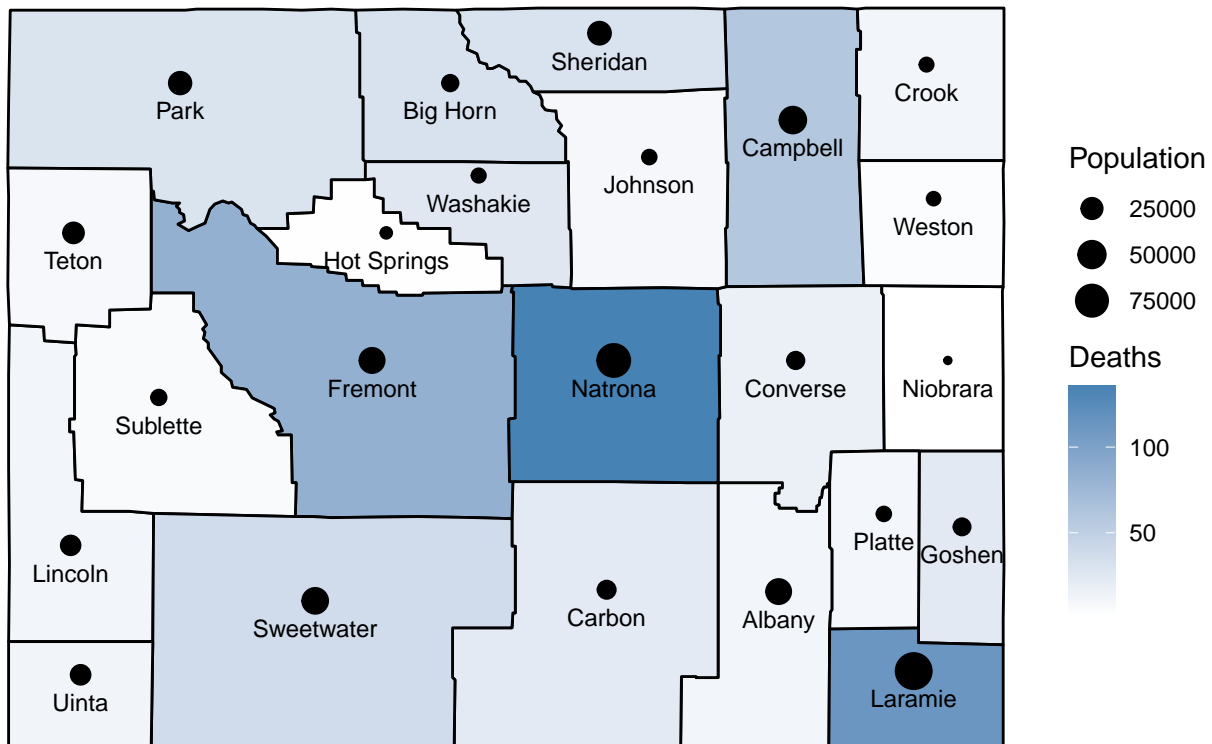 Sheridan
Park
Big Horn
Crook
Campbell
Johnson
Washakie
Weston
Teton
Hot Springs
Fremont
Natrona
Converse
Niobrara
Sublette
Lincoln
Platte
Goshen
Sweetwater
Carbon
Albany
Uinta
Laramie
Population
25000
50000
75000
Deaths
100
50